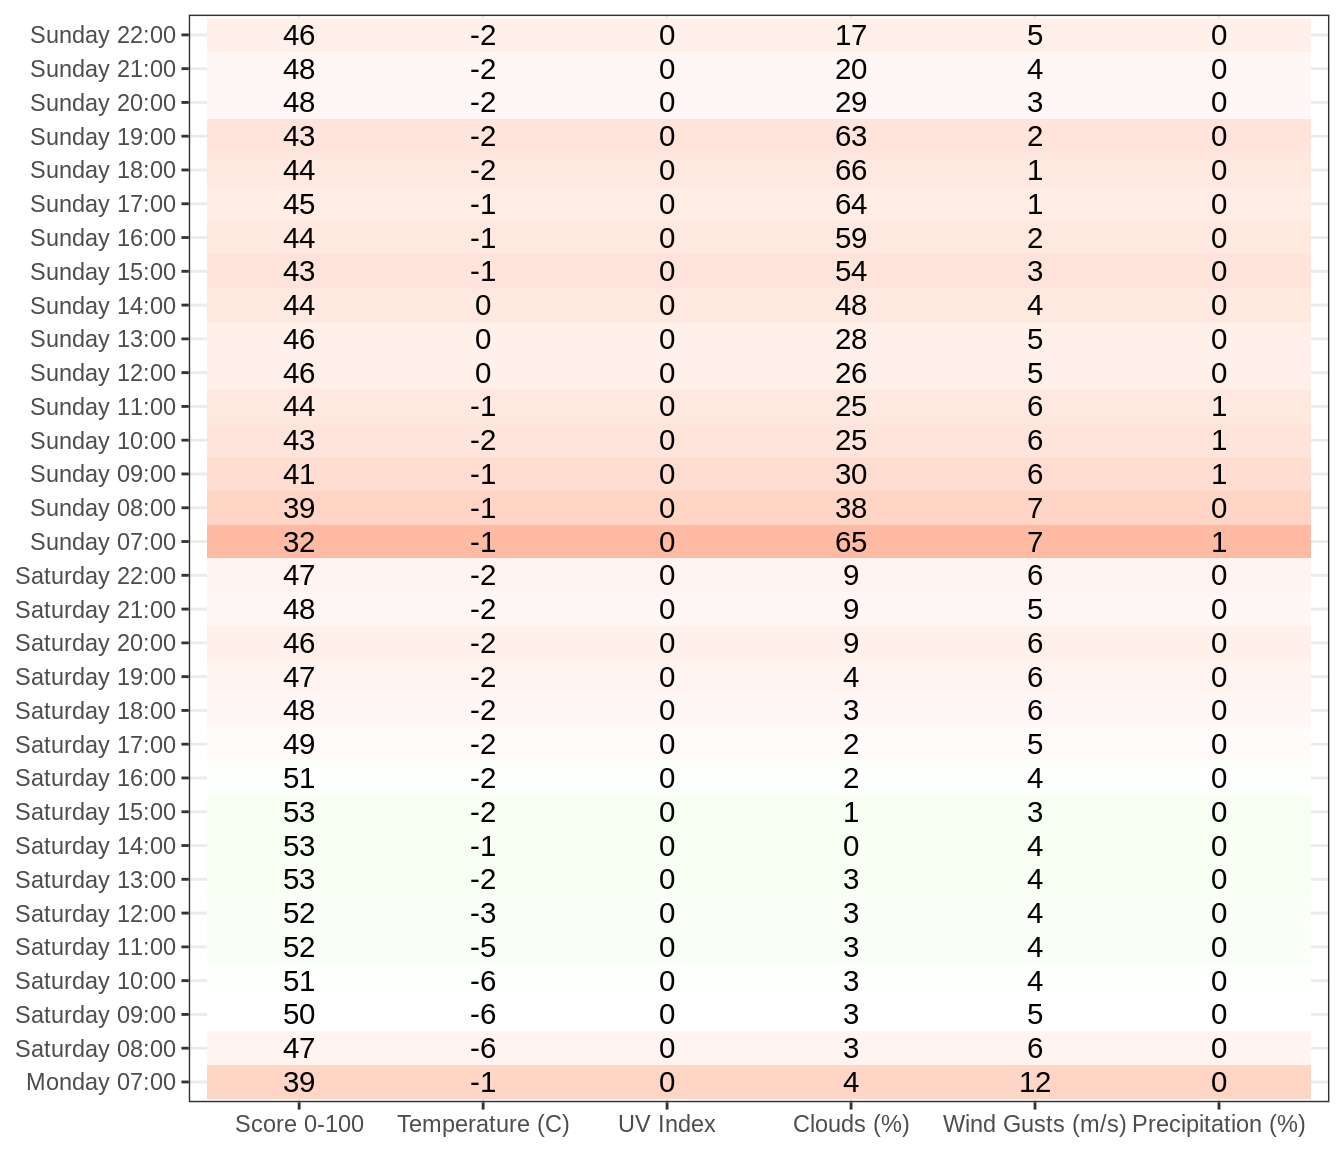 Sunday 22:00 46 -2 0 17 5 0
Sunday 21:00 48 -2 0 20 4 0
Sunday 20:00 48 -2 0 29 3 0
Sunday 19:00 43 -2 0 63 2 0
Sunday 18:00 44 -2 0 66 1 0
Sunday 17:00 45 -1 0 64 1 0
Sunday 16:00 44 -1 0 59 2 0
Sunday 15:00 43 -1 0 54 3 0
Sunday 14:00 44 0 0 48 4 0
Sunday 13:00 46 0 0 28 5 0
Sunday 12:00 46 0 0 26 5 0
Sunday 11:00 44 -1 0 25 6 1
Sunday 10:00 43 -2 0 25 6 1
Sunday 09:00 41 -1 0 30 6 1
Sunday 08:00 39 -1 0 38 7 0
Sunday 07:00 32 -1 0 65 7 1
Saturday 22:00 47 -2 0 9 6 0
Saturday 21:00 48 -2 0 9 5 0
Saturday 20:00 46 -2 0 9 6 0
Saturday 19:00 47 -2 0 4 6 0
Saturday 18:00 48 -2 0 3 6 0
Saturday 17:00 49 -2 0 2 5 0
Saturday 16:00 51 -2 0 2 4 0
Saturday 15:00 53 -2 0 1 3 0
Saturday 14:00 53 -1 0 0 4 0
Saturday 13:00 53 -2 0 3 4 0
Saturday 12:00 52 -3 0 3 4 0
Saturday 11:00 52 -5 0 3 4 0
Saturday 10:00 51 -6 0 3 4 0
Saturday 09:00 50 -6 0 3 5 0
Saturday 08:00 47 -6 0 3 6 0
Monday 07:00 39 -1 0 4 12 0
Score 0-100 Temperature (C) UV Index Clouds (%) Wind Gusts (m/s) Precipitation (%)